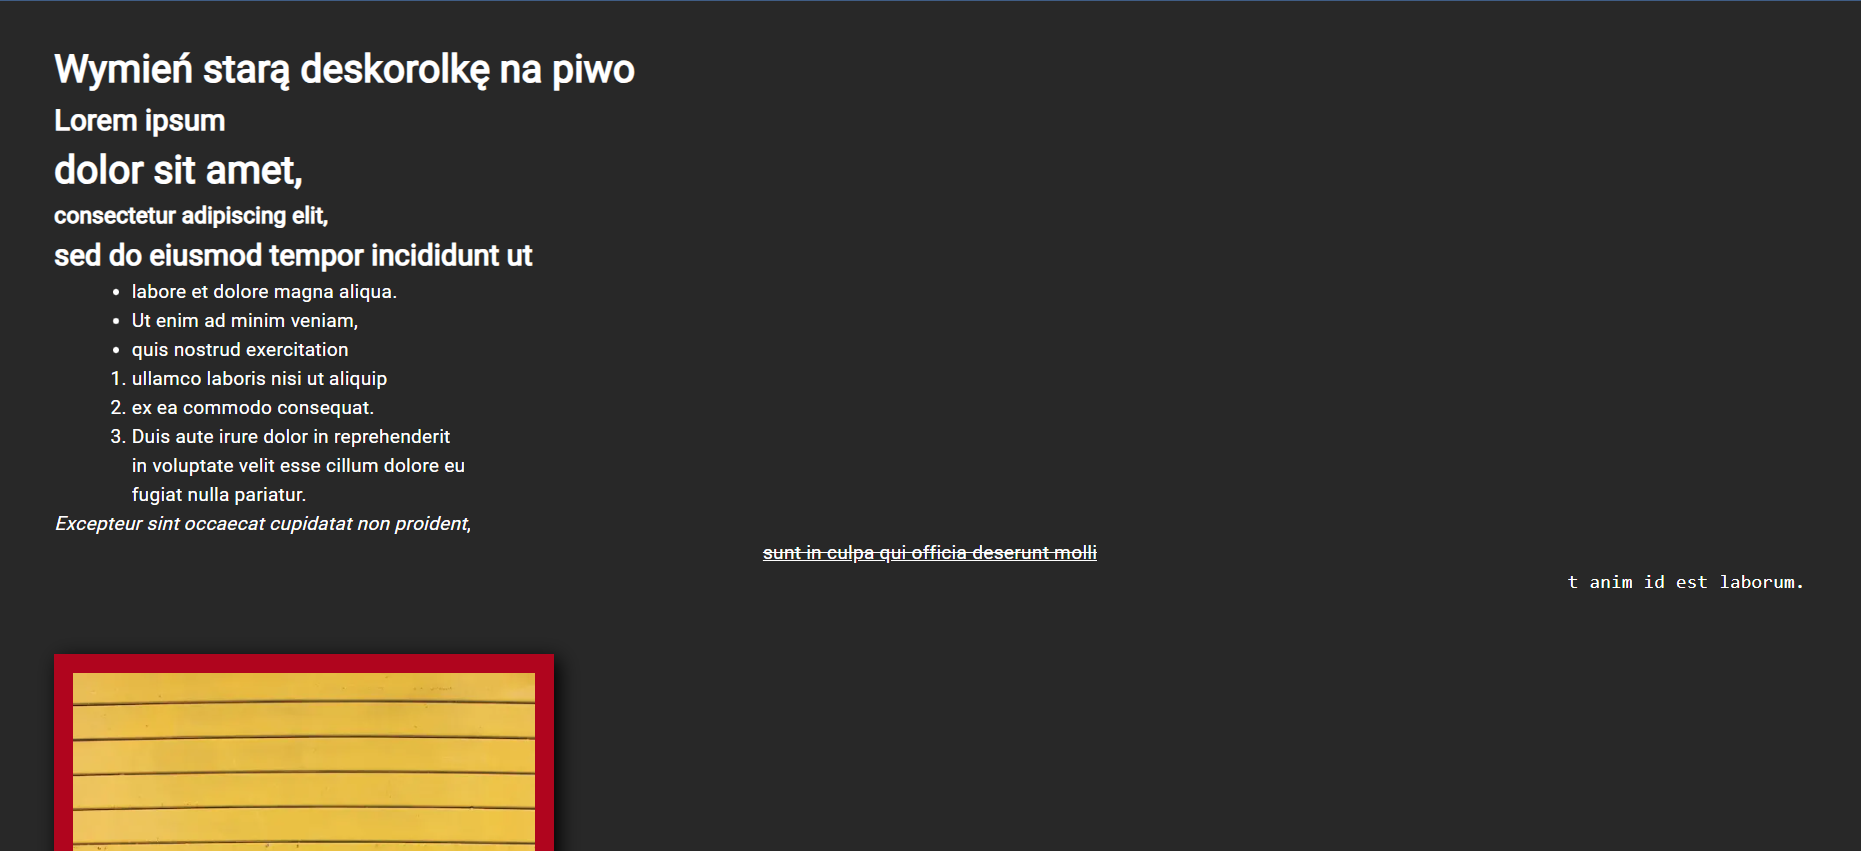 Wymień starą deskorolkę na piwo
Lorem ipsum
dolor sit amet,
consectetur adipiscing elit,
sed do eiusmod tempor incididunt ut
• labore et dolore magna aliqua.
• Ut enim ad minim veniam,
• quis nostrud exercitation
1. ullamco laboris nisi ut aliquip
2. ex ea commodo consequat.
3. Duis aute irure dolor in reprehenderit
in voluptate velit esse cillum dolore eu
fugiat nulla pariatur.
Excepteur sint occaecat cupidatat non proident,
sunt in culpa qui officia deserunt molli
t anim id est laborum.